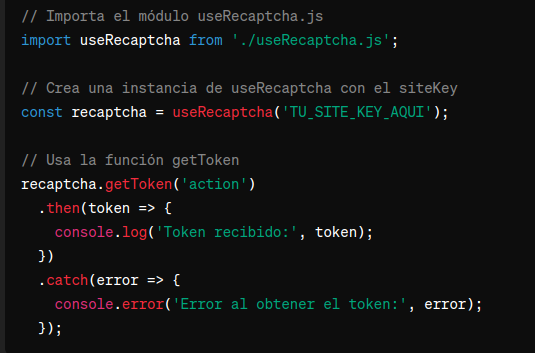 // Importa el módulo useRecaptcha.js
import useRecaptcha from './useRecaptcha.js';
// Crea una instancia de useRecaptcha con el siteKey
const recaptcha = useRecaptcha('TU_SITE_KEY_AQUI');
// Usa la función getToken
recaptcha.getToken('action')
  .then(token => {
    console.log('Token recibido:', token);
  })
  .catch(error => {
    console.error('Error al obtener el token:', error);
  });